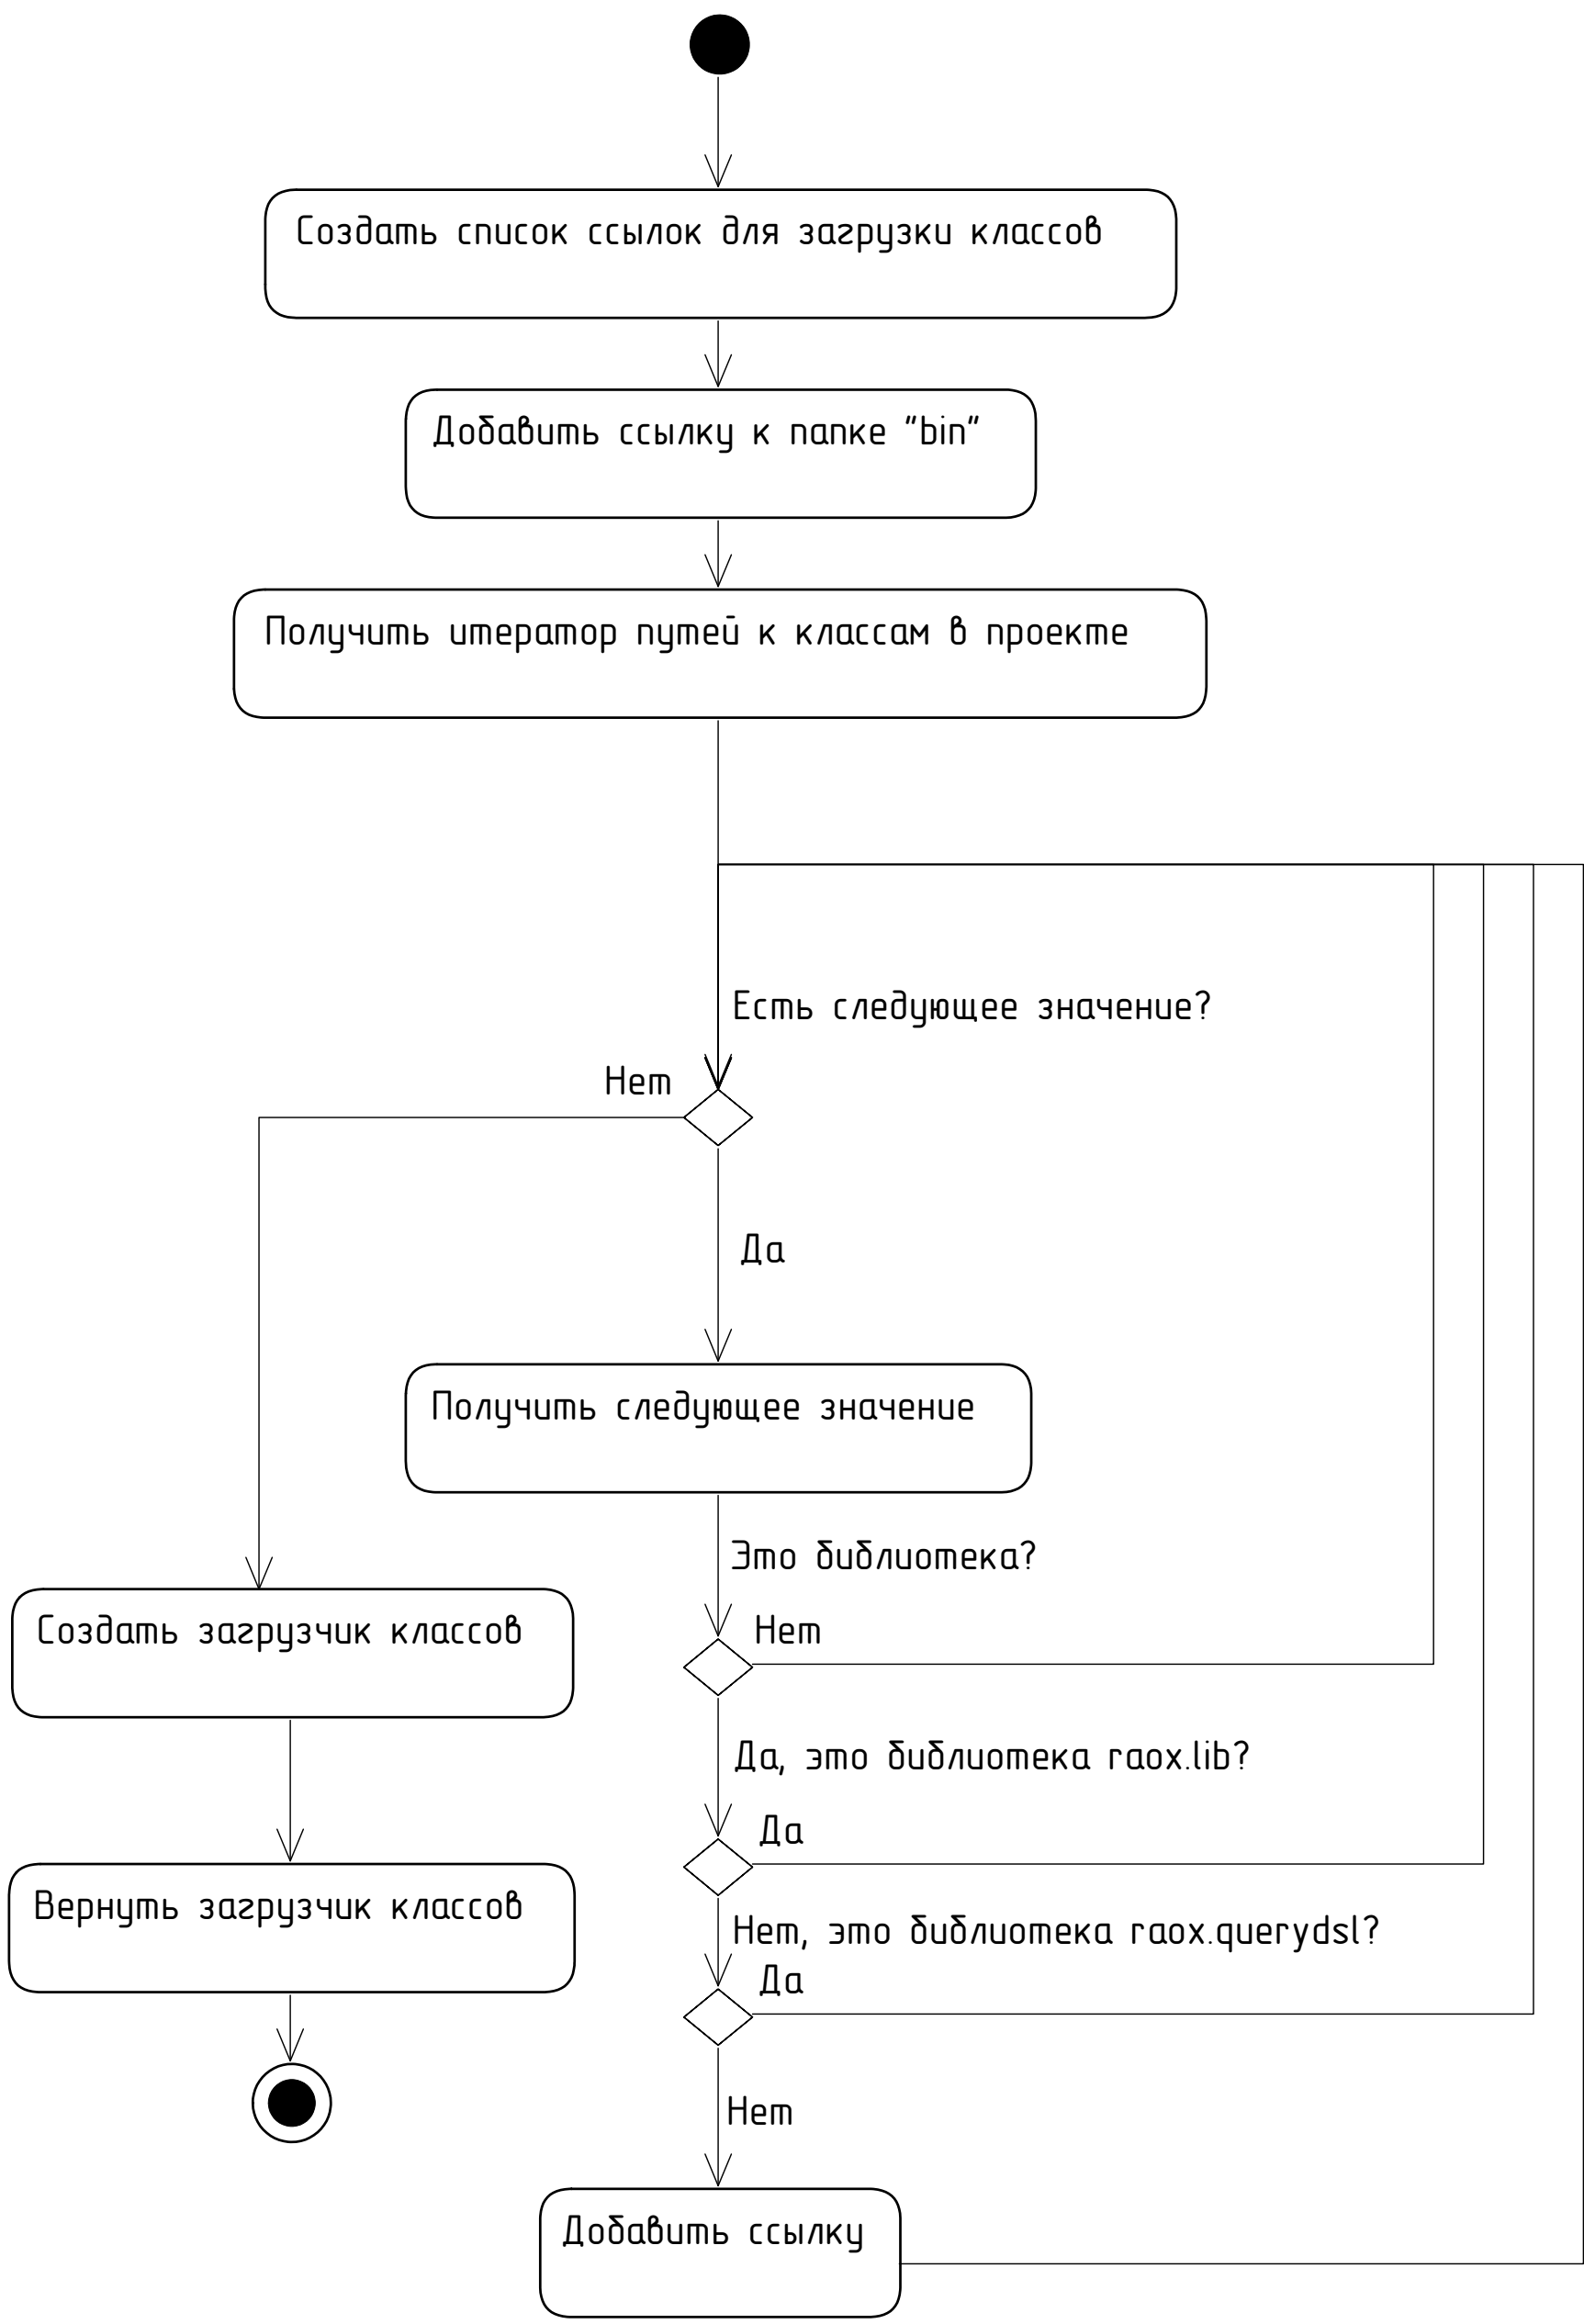 Создать список ссылок для загрузки классов
Добавить ссылку к папке "bin"
Получить итератор путей к классам в проекте
Есть следующее значение?
Нет
Да
Получить следующее значение
Это библиотека?
Нет
Создать загрузчик классов
Да, это библиотека raox.lib?
Да
Вернуть загрузчик классов
Нет, это библиотека raox.querydsl?
Да
Нет
Добавить ссылку